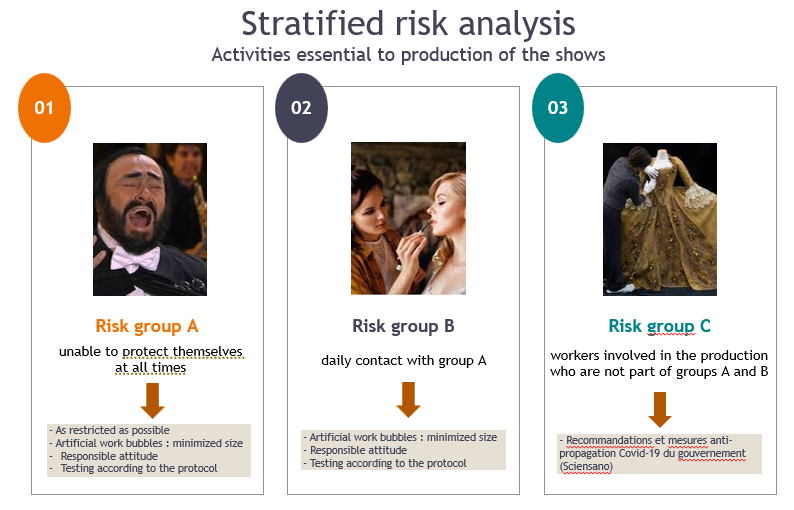 Stratified risk analysis
Activities essential to production of the shows
01
Risk group A
unable to protect themselves
at all times
- As restricted as possible
- Artificial work bubbles : minimized size
- Responsible attitude
- Testing according to the protocol
02
Risk group B
daily contact with group A
- Artificial work bubbles : minimized size
- Responsible attitude
- Testing according to the protocol
03
Risk group C
workers involved in the production
who are not part of groups A and B
- Recommandations et mesures anti-
propagation Covid-19 du gouvernement
(Sciensano)